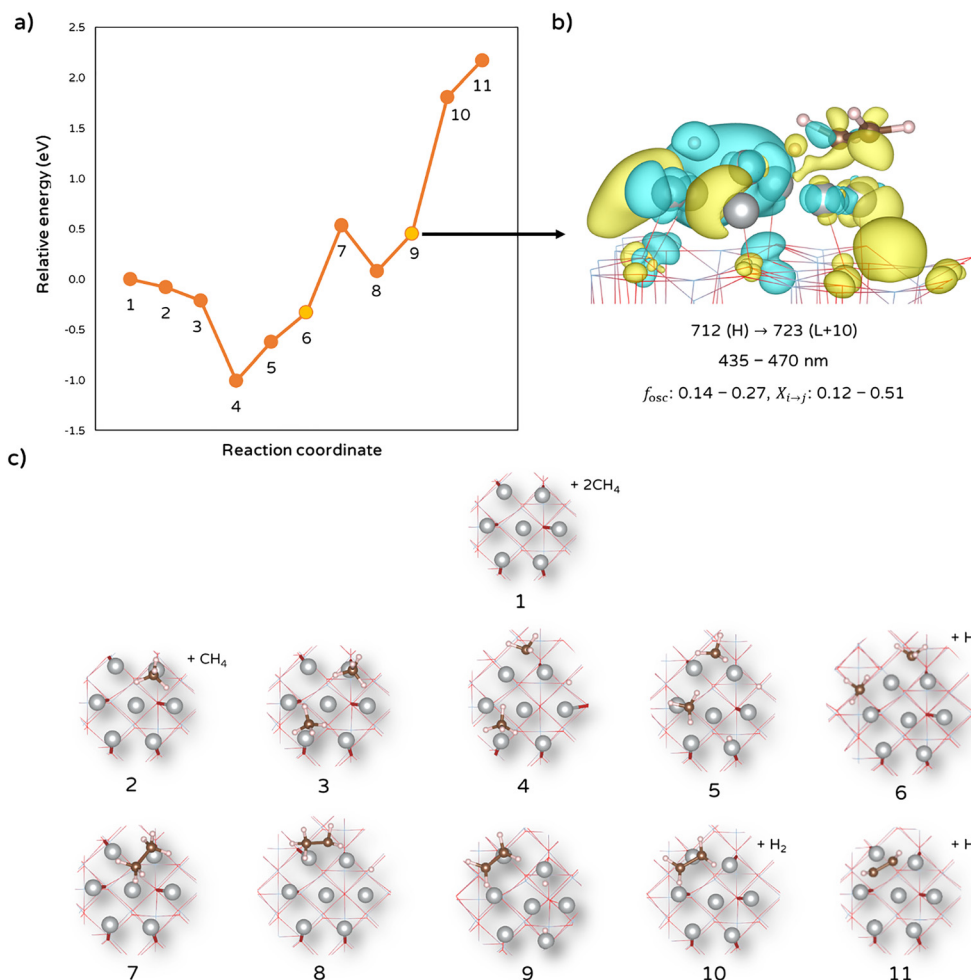 a)
2.5
2.0
1.5
1.0
0.5
0.0
-0.5
-1.0
-1.5
Relative energy (eV)
Reaction coordinate
1
2
3
4
5
6
7
8
9
10
11
b)
712 (H) → 723 (L+10)
435 – 470 nm
fosc: 0.14 – 0.27, Xi→j: 0.12 – 0.51
c)
+ 2CH₄
1
+ CH₄
+ H
2
3
4
5
6
+ H₂
+ H
7
8
9
10
11